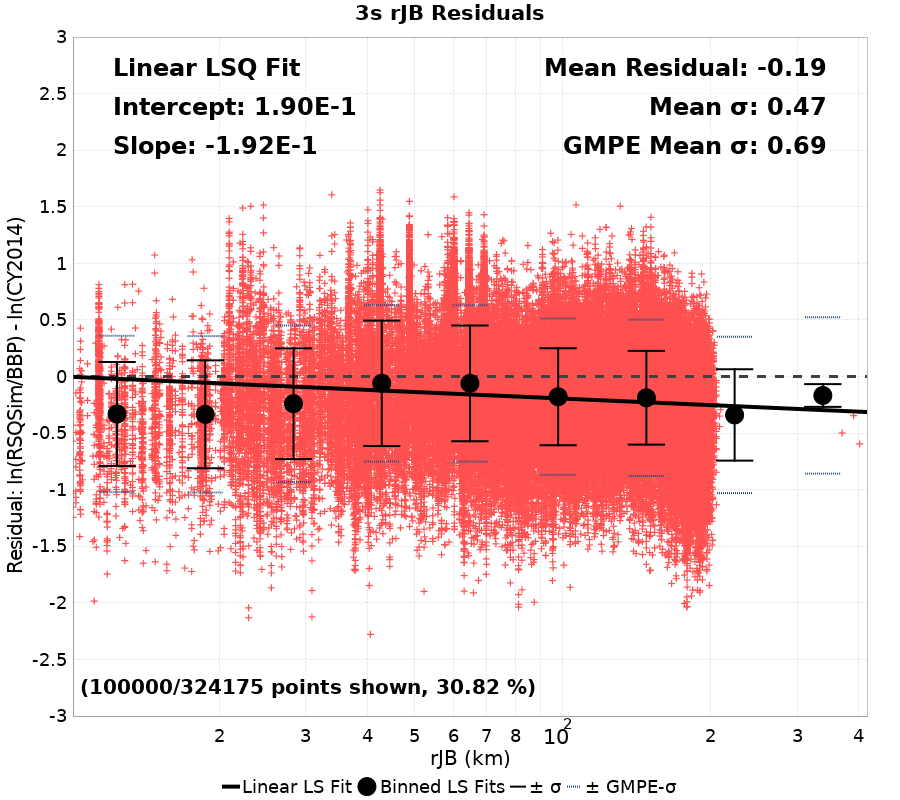 3s rJB Residuals
Linear LSQ Fit
Intercept: 1.90E-1
Slope: -1.92E-1
Mean Residual: -0.19
Mean σ: 0.47
GMPE Mean σ: 0.69
Residual: ln(RSQSim/BBP) - ln(CY2014)
3
2.5
2
1.5
1
0.5
0
-0.5
-1
-1.5
-2
-2.5
-3
(100000/324175 points shown, 30.82 %)
2 3 4 5 6 7 8 10² 2 3 4
rJB (km)
Linear LS Fit Binned LS Fits ± σ ± GMPE-σ